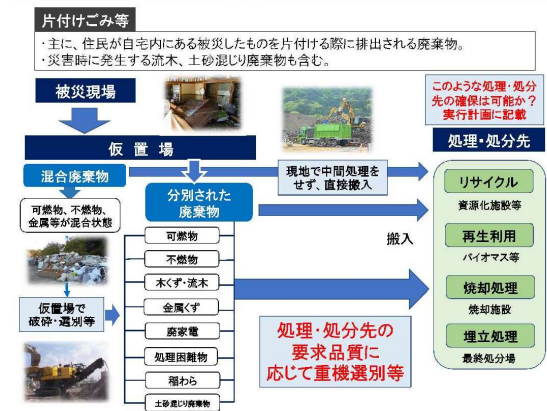 片付けごみ等
・主に、住民が自宅内にある被災したものを片付ける際に排出される廃棄物。
・災害時に発生する流木、土砂混じり廃棄物も含む。
被災現場
このような処理・処分
先の確保は可能か？
実行計画に記載
仮置場
処理・処分先
混合廃棄物
現地で中間処理を
せず、直接搬入
可燃物、不燃物、
金属等が混合状態
分別された
廃棄物
リサイクル
資源化施設等
可燃物
搬入
再生利用
バイオマス等
不燃物
木くず・流木
仮置場で
破砕・選別等
金属くず
焼却処理
焼却施設
廃家電
処理・処分先の
要求品質に
応じて重機選別等
処理困難物
埋立処理
最終処分場
稲わら
土砂混じり廃棄物